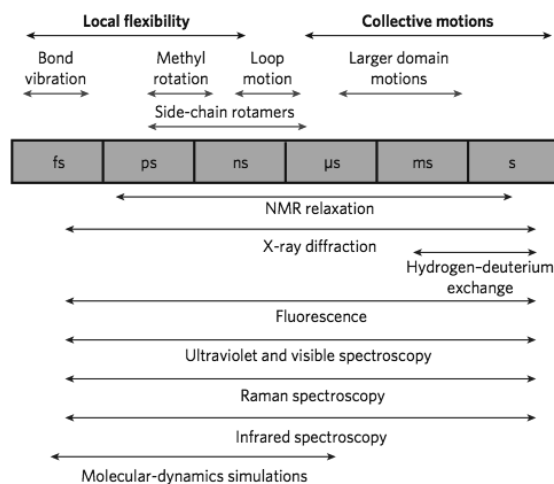 Local flexibility
Collective motions
Bond
vibration
Methyl
rotation
Loop
motion
Larger domain
motions
Side-chain rotamers
fs ps ns µs ms s
NMR relaxation
X-ray diffraction
Hydrogen–deuterium
exchange
Fluorescence
Ultraviolet and visible spectroscopy
Raman spectroscopy
Infrared spectroscopy
Molecular-dynamics simulations